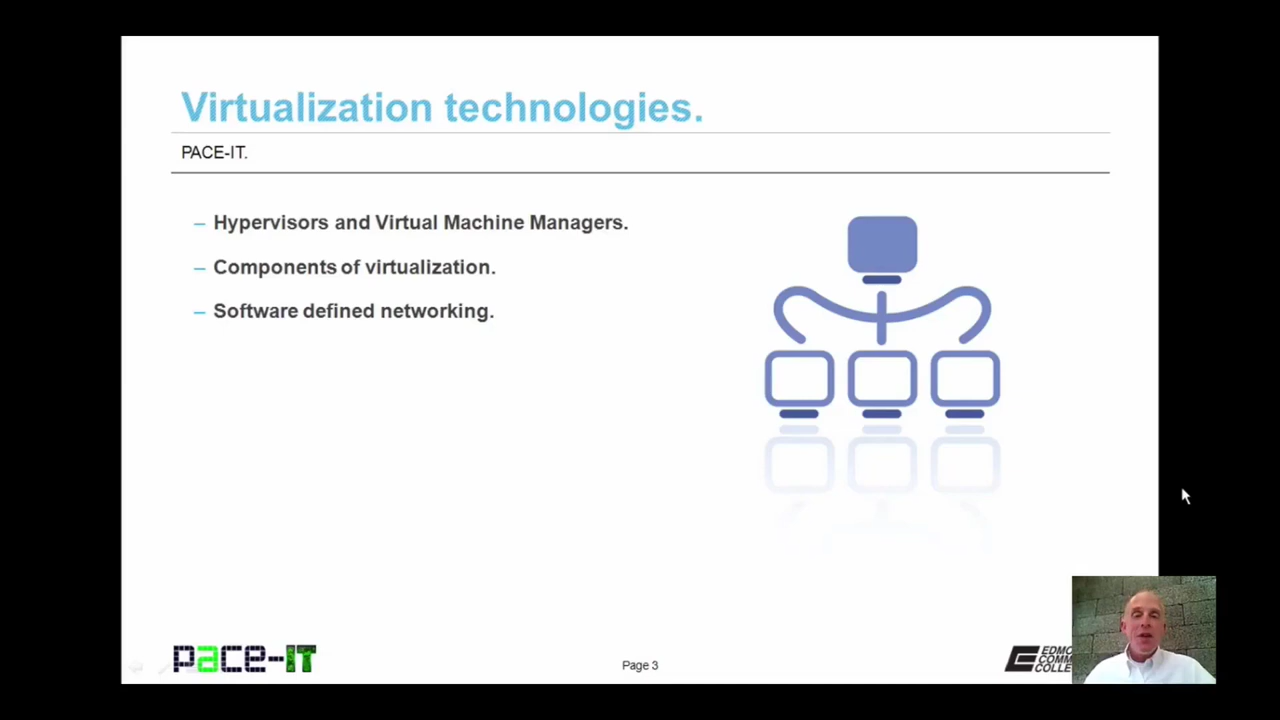 Virtualization technologies.
PACE-IT.
– Hypervisors and Virtual Machine Managers.
– Components of virtualization.
– Software defined networking.
pace-IT
Page 3